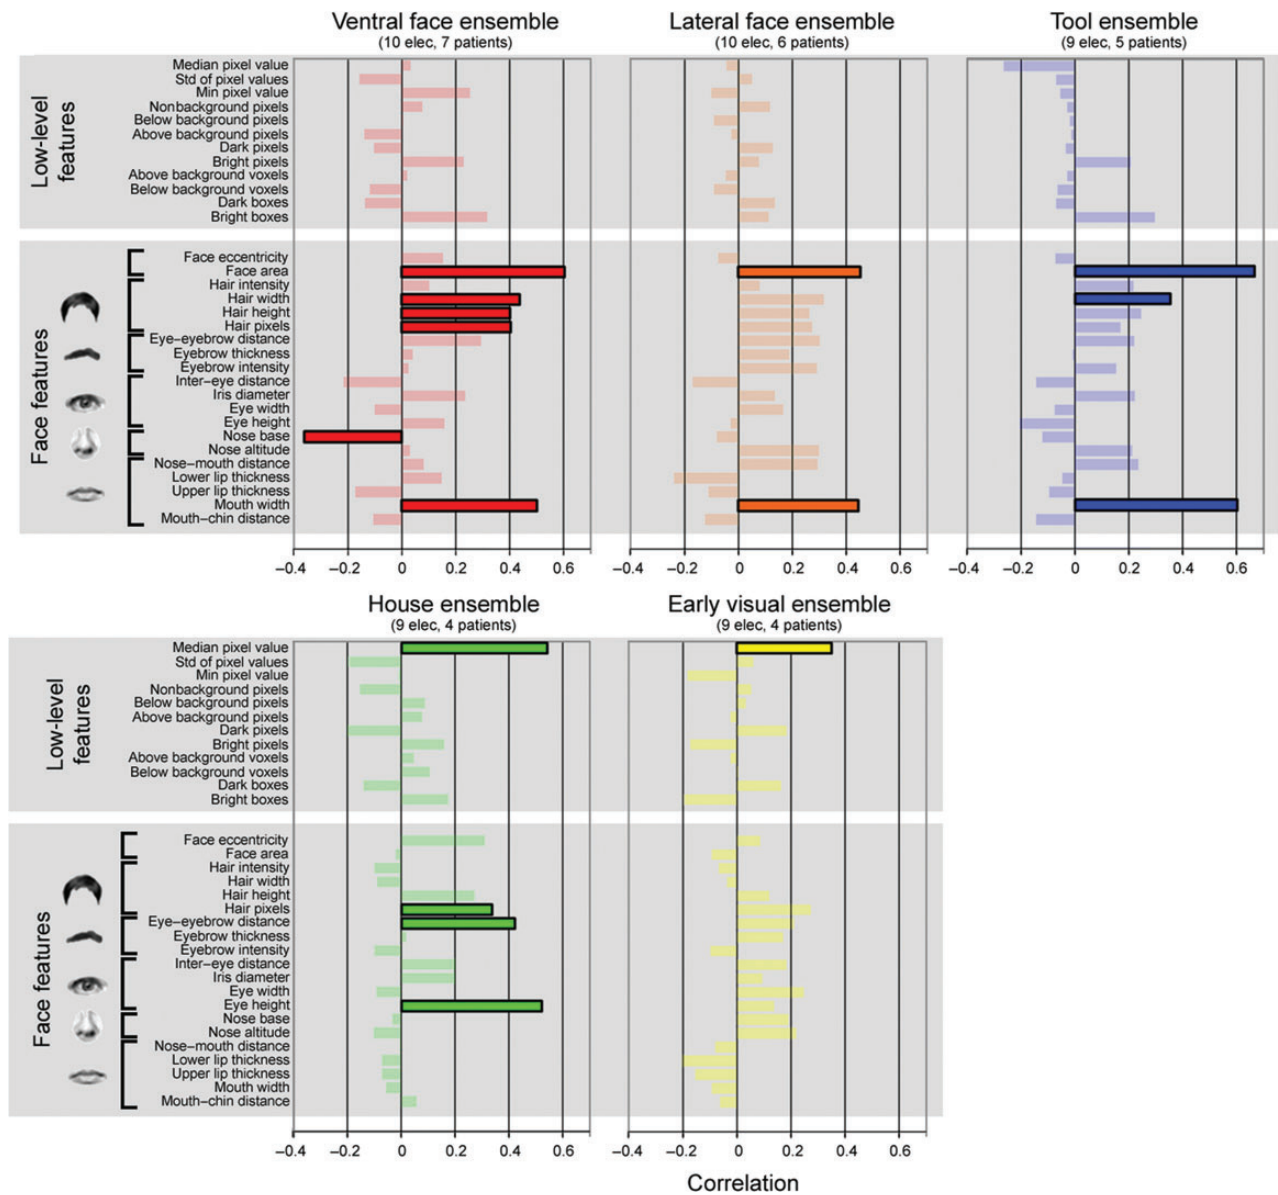 Ventral face ensemble
(10 elec, 7 patients)
Lateral face ensemble
(10 elec, 6 patients)
Tool ensemble
(9 elec, 5 patients)
Low-level
features
Median pixel value
Std of pixel values
Min pixel value
Nonbackground pixels
Below background pixels
Above background pixels
Dark pixels
Bright pixels
Above background voxels
Below background voxels
Dark boxes
Bright boxes
Face features
Face eccentricity
Face area
Hair intensity
Hair width
Hair height
Hair pixels
Eye−eyebrow distance
Eyebrow thickness
Eyebrow intensity
Inter−eye distance
Iris diameter
Eye width
Eye height
Nose base
Nose altitude
Nose−mouth distance
Lower lip thickness
Upper lip thickness
Mouth width
Mouth−chin distance
−0.4 −0.2 0 0.2 0.4 0.6
−0.4 −0.2 0 0.2 0.4 0.6
−0.4 −0.2 0 0.2 0.4 0.6
House ensemble
(9 elec, 4 patients)
Early visual ensemble
(9 elec, 4 patients)
Low-level
features
Median pixel value
Std of pixel values
Min pixel value
Nonbackground pixels
Below background pixels
Above background pixels
Dark pixels
Bright pixels
Above background voxels
Below background voxels
Dark boxes
Bright boxes
Face features
Face eccentricity
Face area
Hair intensity
Hair width
Hair height
Hair pixels
Eye−eyebrow distance
Eyebrow thickness
Eyebrow intensity
Inter−eye distance
Iris diameter
Eye width
Eye height
Nose base
Nose altitude
Nose−mouth distance
Lower lip thickness
Upper lip thickness
Mouth width
Mouth−chin distance
−0.4 −0.2 0 0.2 0.4 0.6
−0.4 −0.2 0 0.2 0.4 0.6
Correlation